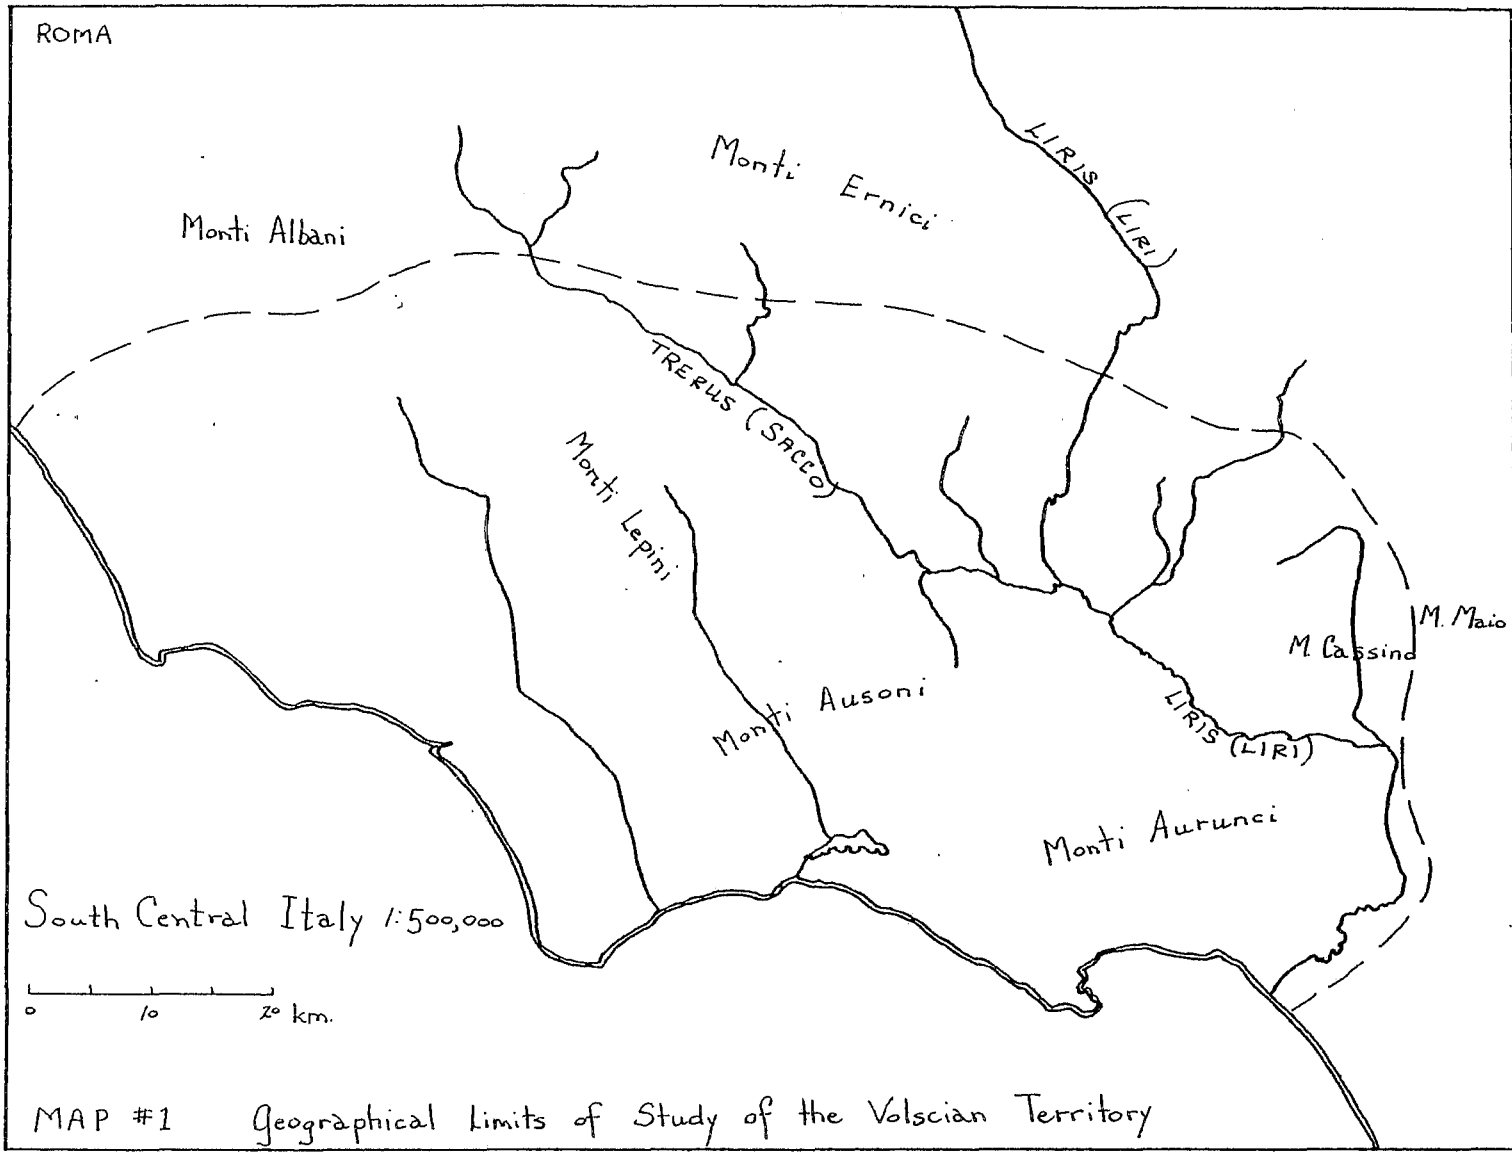 ROMA
Monti Ernici
LIRIS (LIRI)
Monti Albani
TRERUS (SACCO)
Monti Lepini
M. Maio
M. Cassino
Monti Ausoni
LIRIS (LIRI)
Monti Aurunci
South Central Italy 1:500,000
0 10 20 km.
MAP #1 Geographical Limits of Study of the Volscian Territory